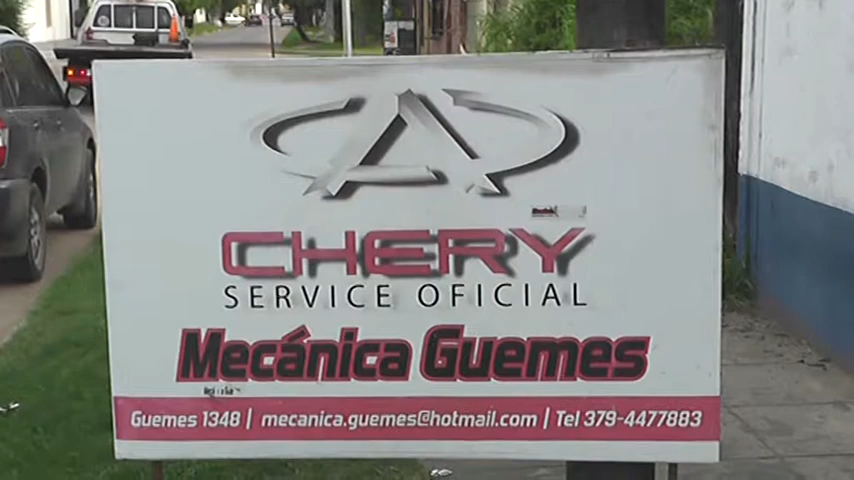 CHERY
SERVICE OFICIAL
Mecánica Guemes
Guemes 1348 | mecanica.guemes@hotmail.com | Tel 379-4477883